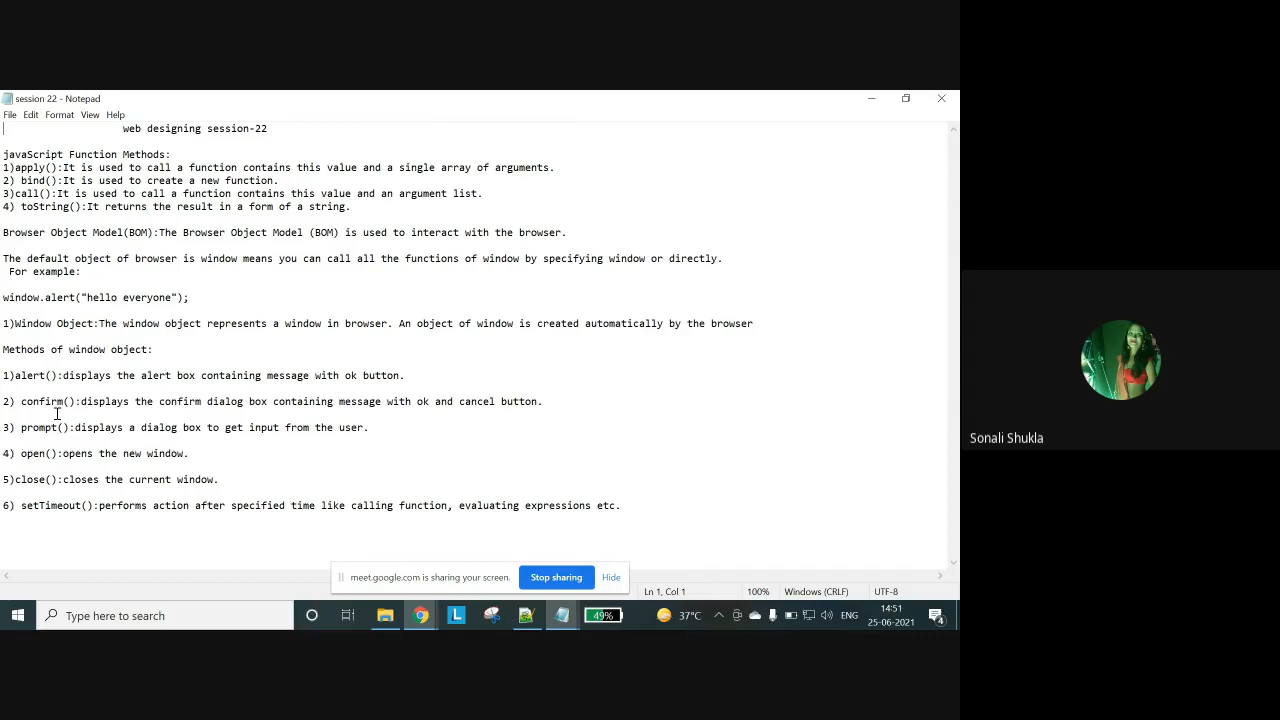 session 22 - Notepad
File Edit Format View Help
web designing session-22
javaScript Function Methods:
1)apply():It is used to call a function contains this value and a single array of arguments.
2) bind():It is used to create a new function.
3)call():It is used to call a function contains this value and an argument list.
4) toString():It returns the result in a form of a string.
Browser Object Model(BOM):The Browser Object Model (BOM) is used to interact with the browser.
The default object of browser is window means you can call all the functions of window by specifying window or directly.
For example:
window.alert("hello everyone");
1)Window Object:The window object represents a window in browser. An object of window is created automatically by the browser
Methods of window object:
1)alert():displays the alert box containing message with ok button.
2) confirm():displays the confirm dialog box containing message with ok and cancel button.
3) prompt():displays a dialog box to get input from the user.
4) open():opens the new window.
5)close():closes the current window.
6) setTimeout():performs action after specified time like calling function, evaluating expressions etc.
meet.google.com is sharing your screen. Stop sharing Hide
Ln 1, Col 1 100% Windows (CRLF) UTF-8
Type here to search L 49% 37°C ENG 14:51 25-06-2021 4
Sonali Shukla